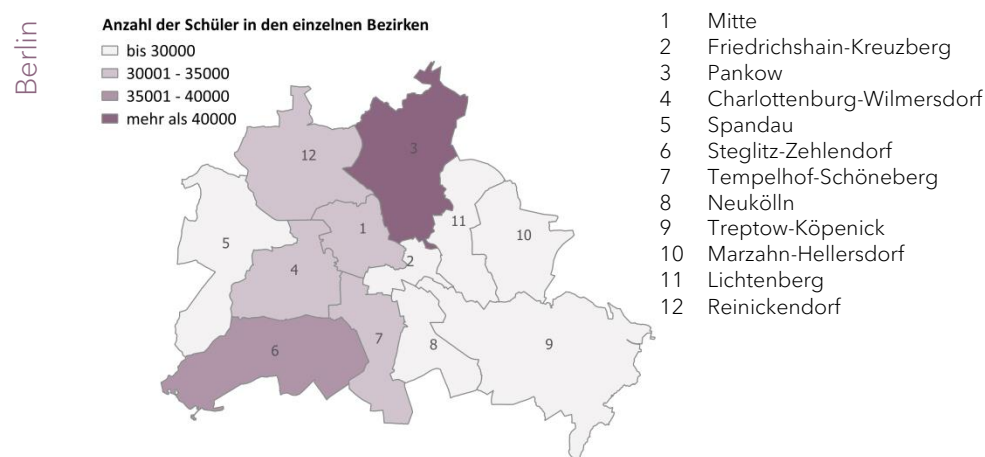 Berlin
Anzahl der Schüler in den einzelnen Bezirken
bis 30000
30001 - 35000
35001 - 40000
mehr als 40000
12
3
11
10
5
1
2
4
7
6
8
9
1 Mitte
2 Friedrichshain-Kreuzberg
3 Pankow
4 Charlottenburg-Wilmersdorf
5 Spandau
6 Steglitz-Zehlendorf
7 Tempelhof-Schöneberg
8 Neukölln
9 Treptow-Köpenick
10 Marzahn-Hellersdorf
11 Lichtenberg
12 Reinickendorf